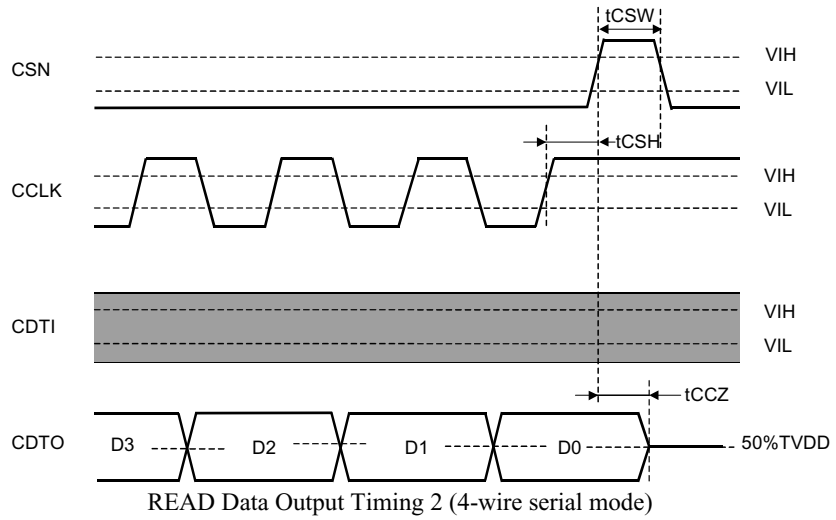 tCSW
CSN
VIH
VIL
tCSH
CCLK
VIH
VIL
CDTI
VIH
VIL
tCCZ
CDTO
D3
D2
D1
D0
50%TVDD
READ Data Output Timing 2 (4-wire serial mode)